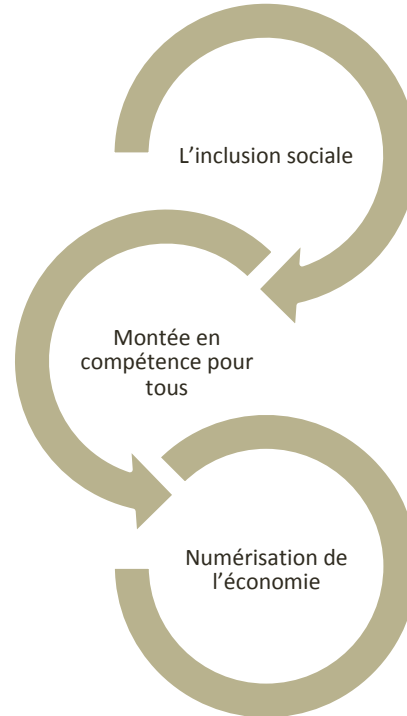 L’inclusion sociale
Montée en
compétence pour
tous
Numérisation de
l’économie